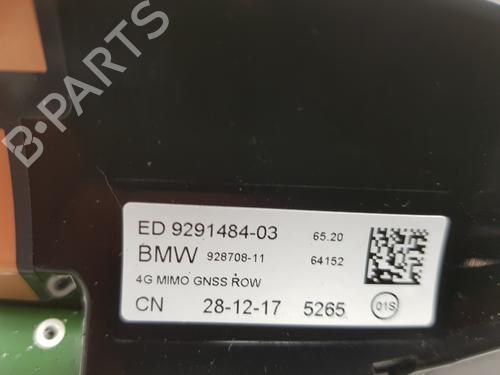 B-PARTS
ED 9291484-03 65.20
BMW 928708-11 64152
4G MIMO GNSS ROW
CN 28-12-17 5265 01S